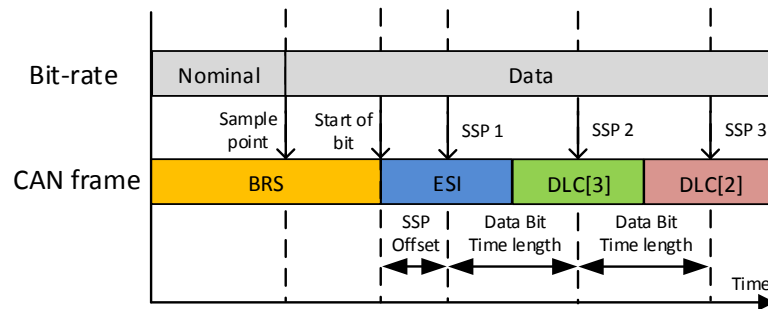 Bit-rate
Nominal
Data
Sample
point
Start of
bit
SSP 1
SSP 2
SSP 3
CAN frame
BRS
ESI
DLC[3]
DLC[2]
SSP
Offset
Data Bit
Time length
Data Bit
Time length
Time